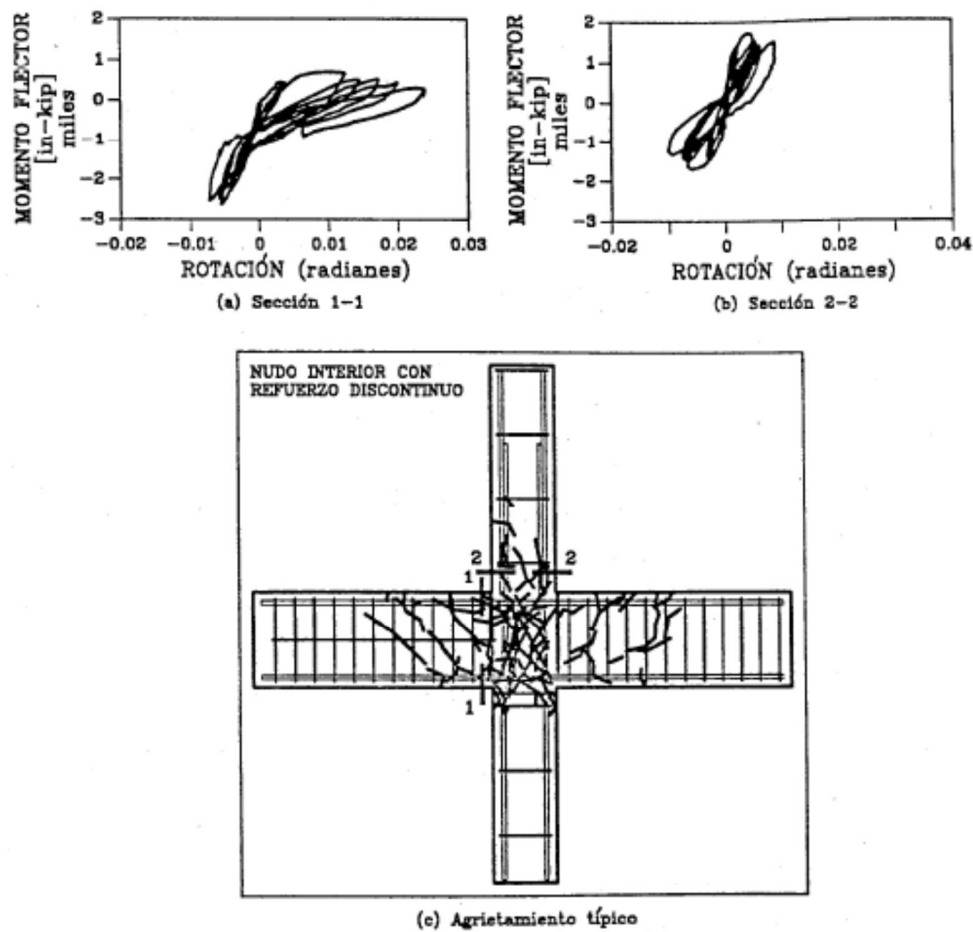 MOMENTO FLECTOR
[in-kip]
miles
2
1
0
-1
-2
-3
-0.02
-0.01
0
0.01
0.02
0.03
ROTACIÓN (radianes)
(a) Sección 1-1
MOMENTO FLECTOR
[in-kip]
miles
2
1
0
-1
-2
-3
-0.02
0
0.02
0.04
ROTACIÓN (radianes)
(b) Sección 2-2
NUDO INTERIOR CON
REFUERZO DISCONTINUO
2
2
1
1
(c) Agrietamiento típico